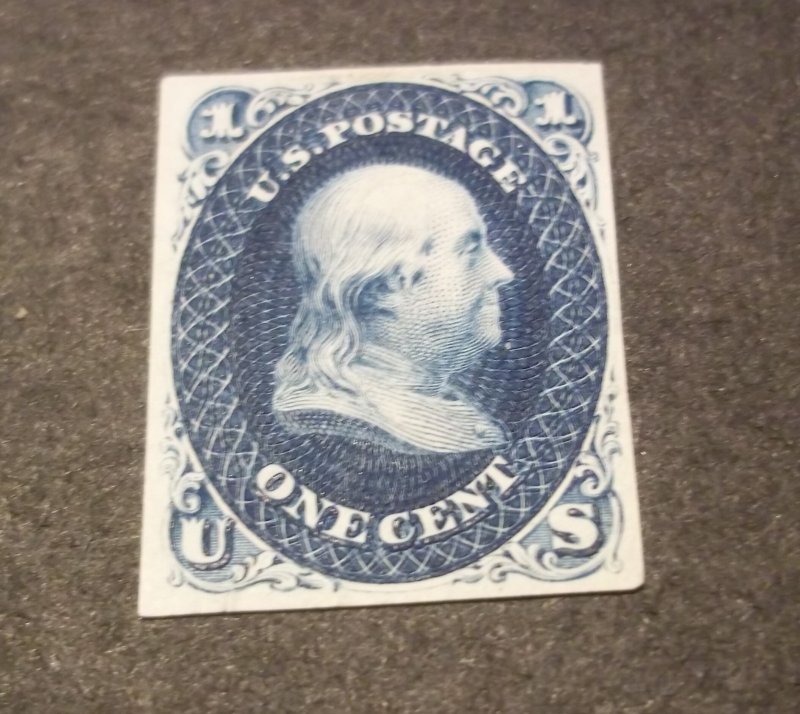 1 1
U.S. POSTAGE
ONE CENT
U S